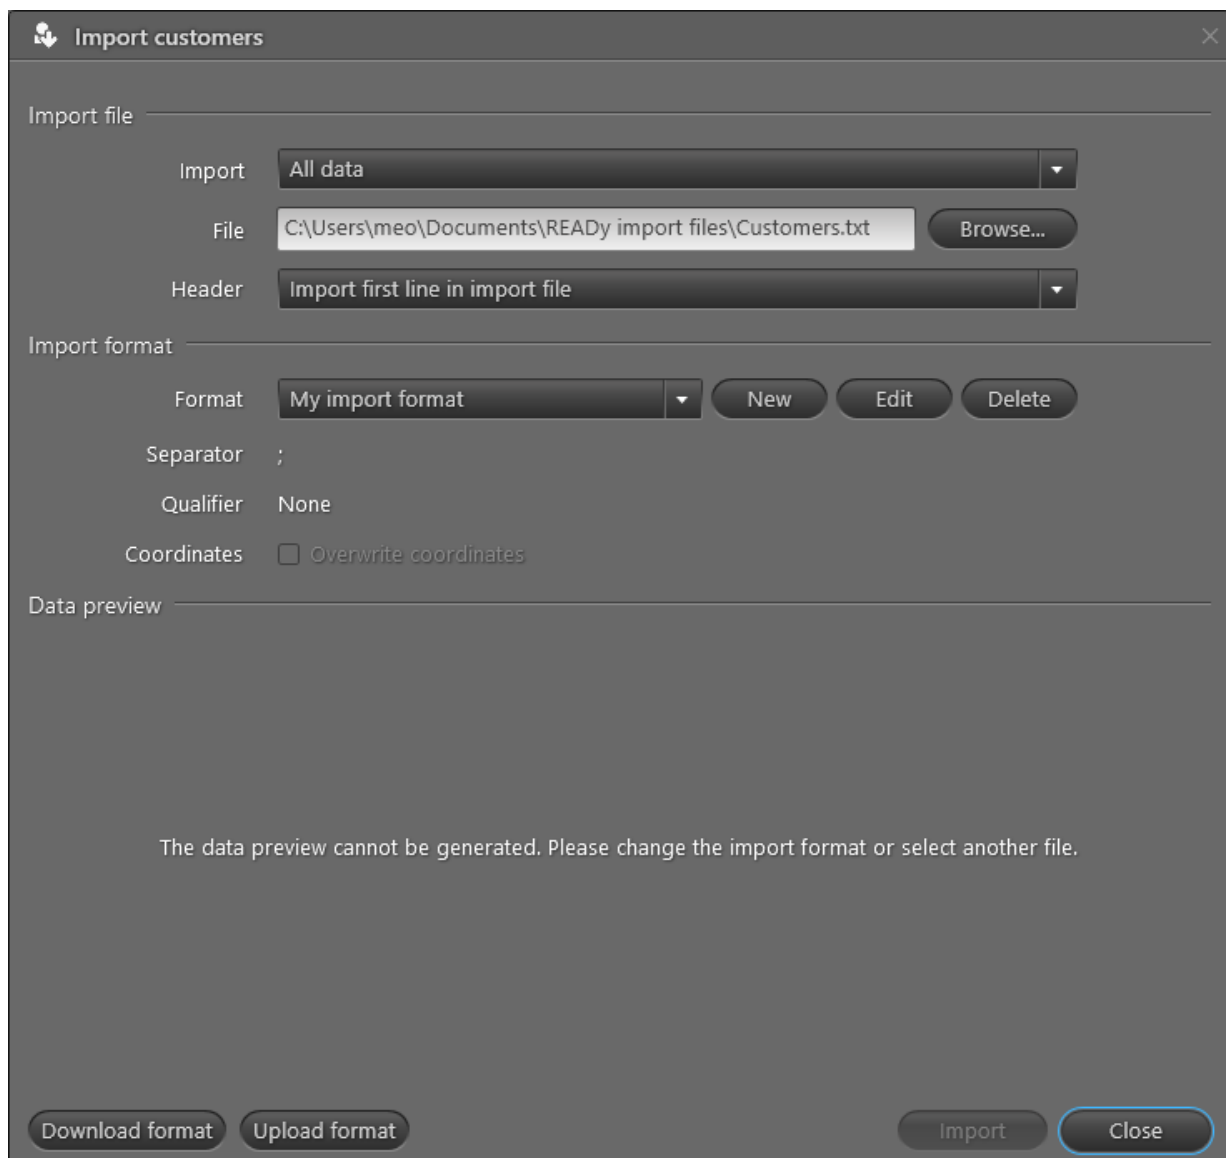 Import customers
Import file
Import All data
File C:\Users\meo\Documents\READy import files\Customers.txt Browse...
Header Import first line in import file
Import format
Format My import format New Edit Delete
Separator ;
Qualifier None
Coordinates Overwrite coordinates
Data preview
The data preview cannot be generated. Please change the import format or select another file.
Download format Upload format Import Close